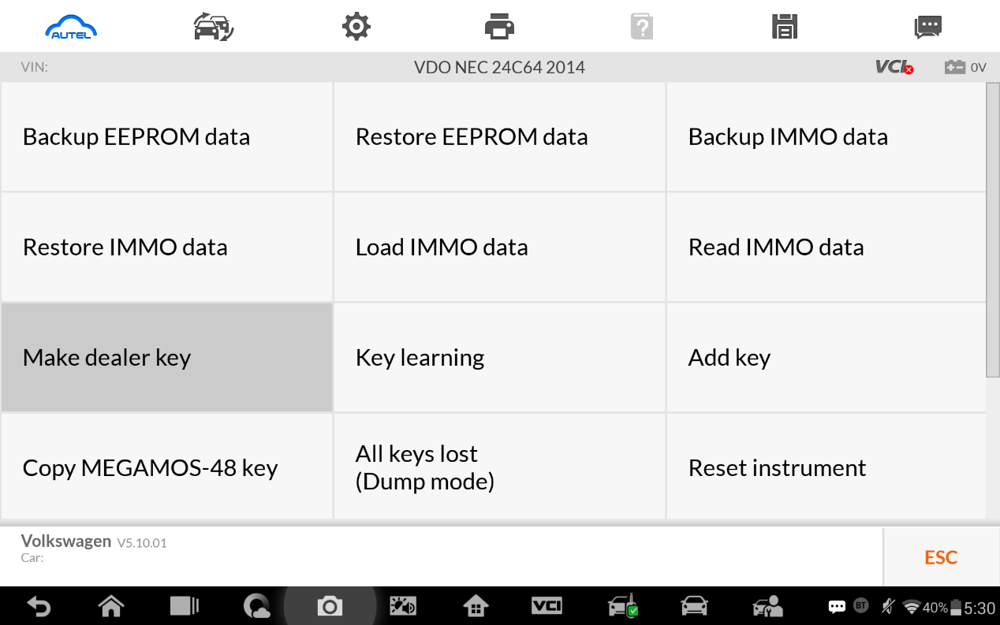 AUTEL
VIN:
VDO NEC 24C64 2014
VCI
0V
Backup EEPROM data
Restore EEPROM data
Backup IMMO data
Restore IMMO data
Load IMMO data
Read IMMO data
Make dealer key
Key learning
Add key
Copy MEGAMOS-48 key
All keys lost
(Dump mode)
Reset instrument
Volkswagen V5.10.01
Car:
ESC
VCI
BT
40%
5:30